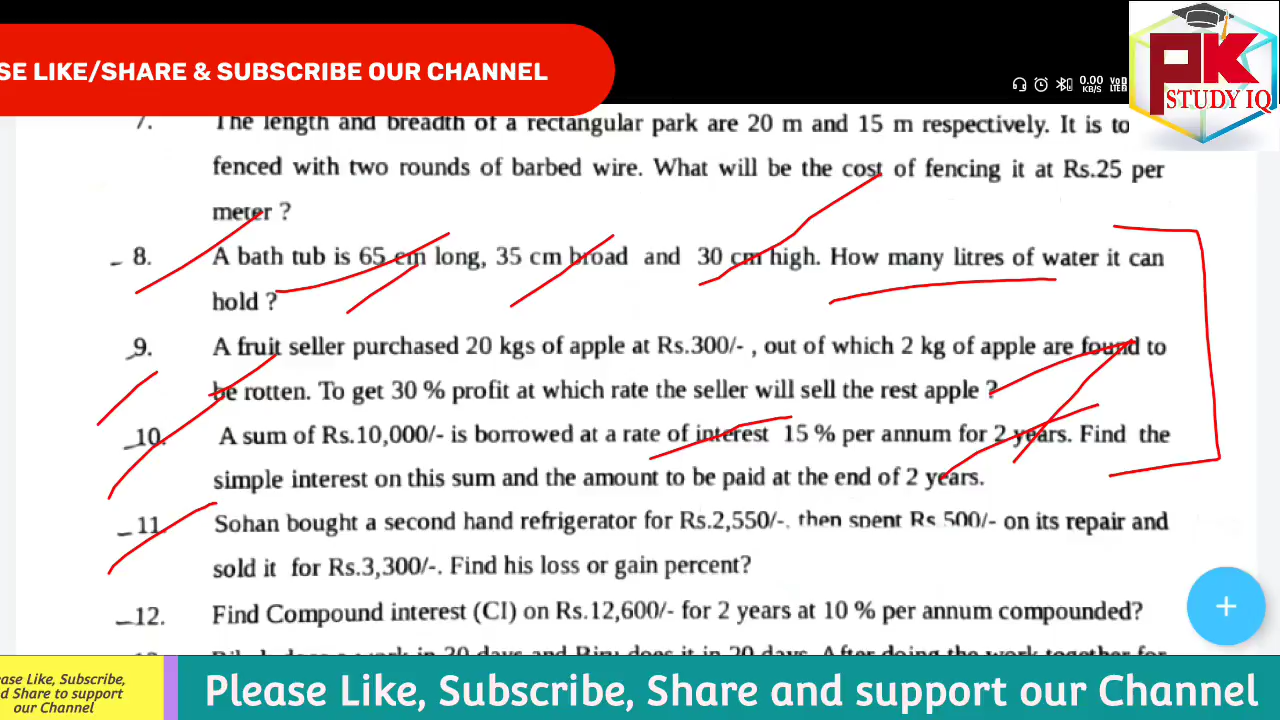 SE LIKE/SHARE & SUBSCRIBE OUR CHANNEL
0.00 KB/S
LTE
PK
STUDY IQ
7. The length and breadth of a rectangular park are 20 m and 15 m respectively. It is to
fenced with two rounds of barbed wire. What will be the cost of fencing it at Rs.25 per
meter ?
8. A bath tub is 65 cm long, 35 cm broad and 30 cm high. How many litres of water it can
hold ?
9. A fruit seller purchased 20 kgs of apple at Rs.300/- , out of which 2 kg of apple are found to
be rotten. To get 30 % profit at which rate the seller will sell the rest apple ?
10. A sum of Rs.10,000/- is borrowed at a rate of interest 15 % per annum for 2 years. Find the
simple interest on this sum and the amount to be paid at the end of 2 years.
11. Sohan bought a second hand refrigerator for Rs.2,550/-, then spent Rs.500/- on its repair and
sold it for Rs.3,300/-. Find his loss or gain percent?
12. Find Compound interest (CI) on Rs.12,600/- for 2 years at 10 % per annum compounded?
+
ase Like, Subscribe,
d Share to support
our Channel
Please Like, Subscribe, Share and support our Channel